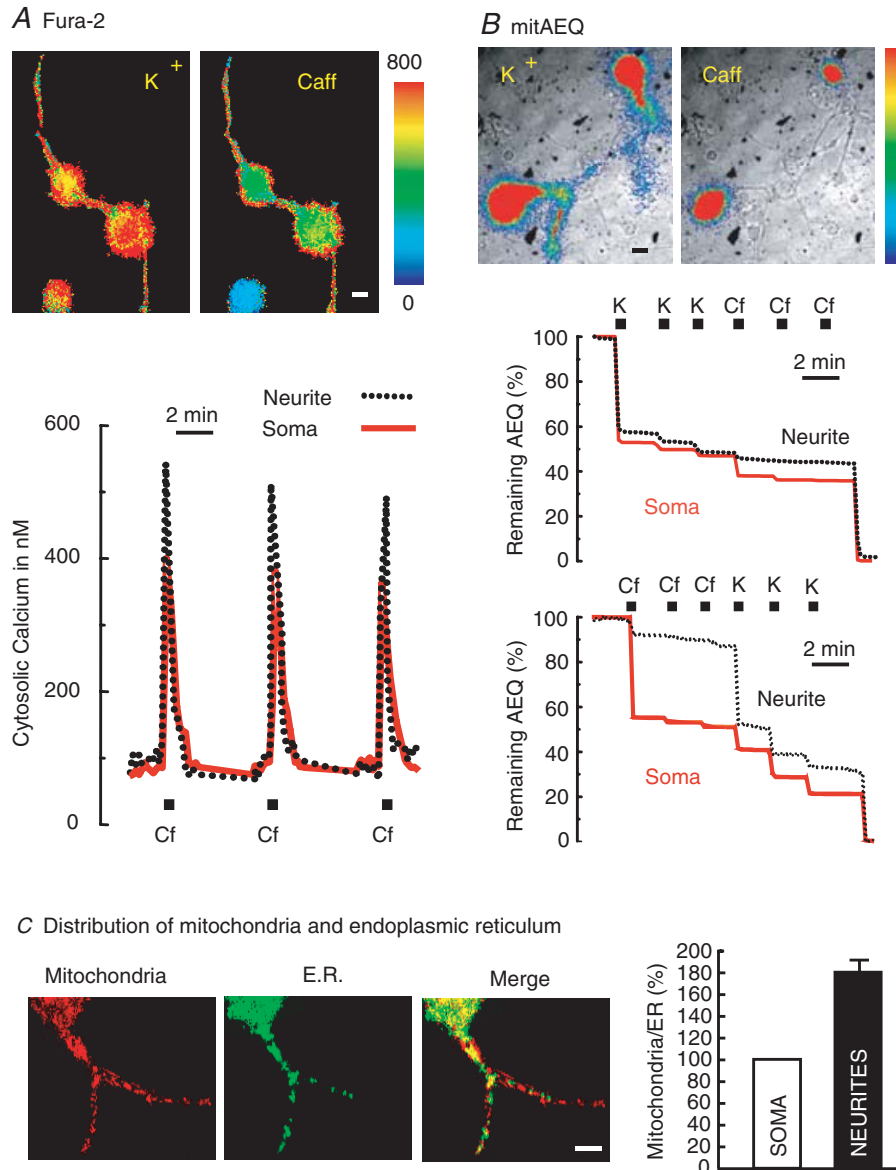 A Fura-2
K +
Caff
800
0
B mitAEQ
K +
Caff
600
400
200
0
Cytosolic Calcium in nM
2 min
Neurite
Soma
Cf
Cf
Cf
K K K Cf Cf Cf
100
80
60
40
20
0
Remaining AEQ (%)
2 min
Neurite
Soma
Cf Cf Cf K K K
100
80
60
40
20
0
Remaining AEQ (%)
2 min
Neurite
Soma
C Distribution of mitochondria and endoplasmic reticulum
Mitochondria
E.R.
Merge
200
180
160
140
120
100
80
60
40
20
0
Mitochondria/ER (%)
SOMA
NEURITES